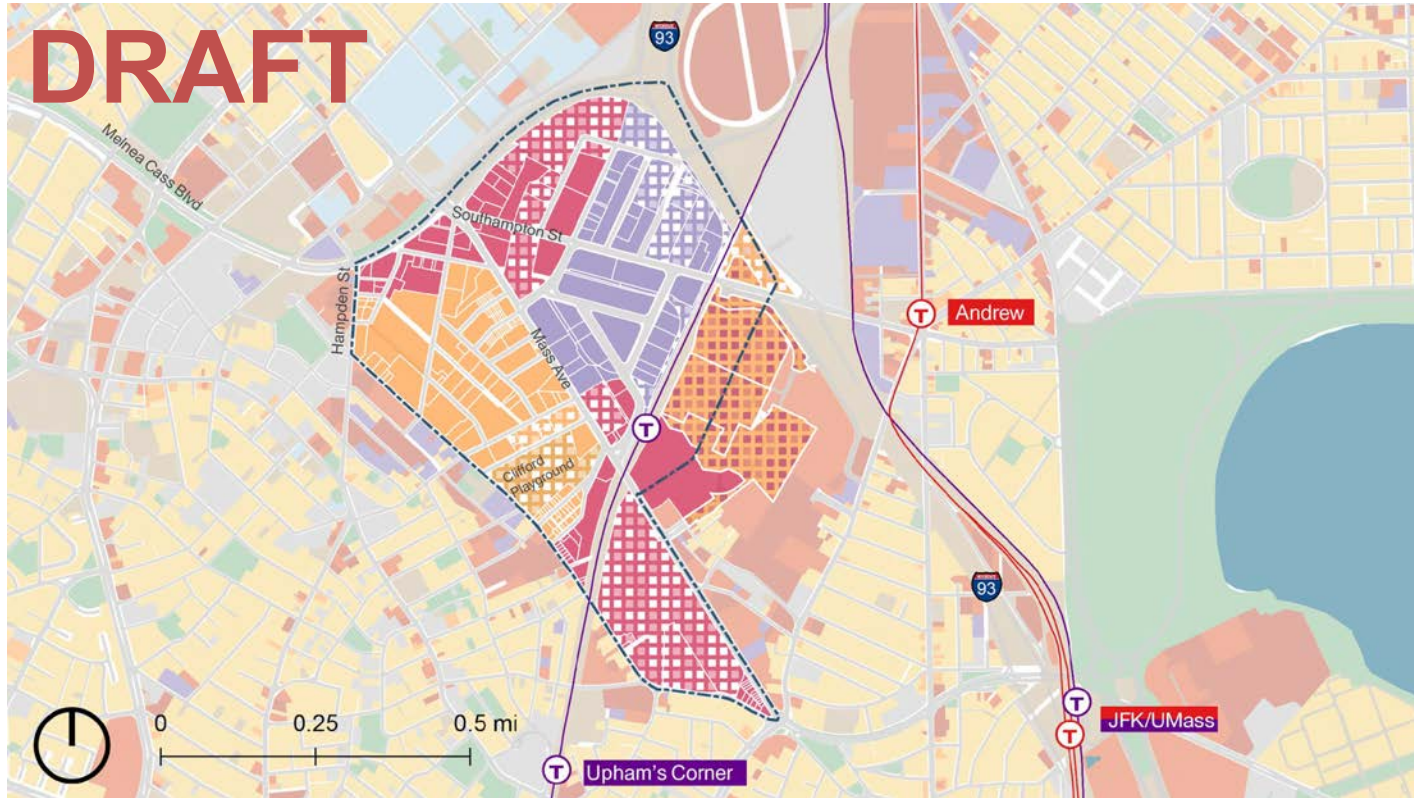 DRAFT
93
Melnea Cass Blvd
Southampton St
Hampden St
Mass Ave
T
Andrew
T
Clifford
Playground
93
0
0.25
0.5 mi
T
JFK/UMass
T
T
Upham's Corner